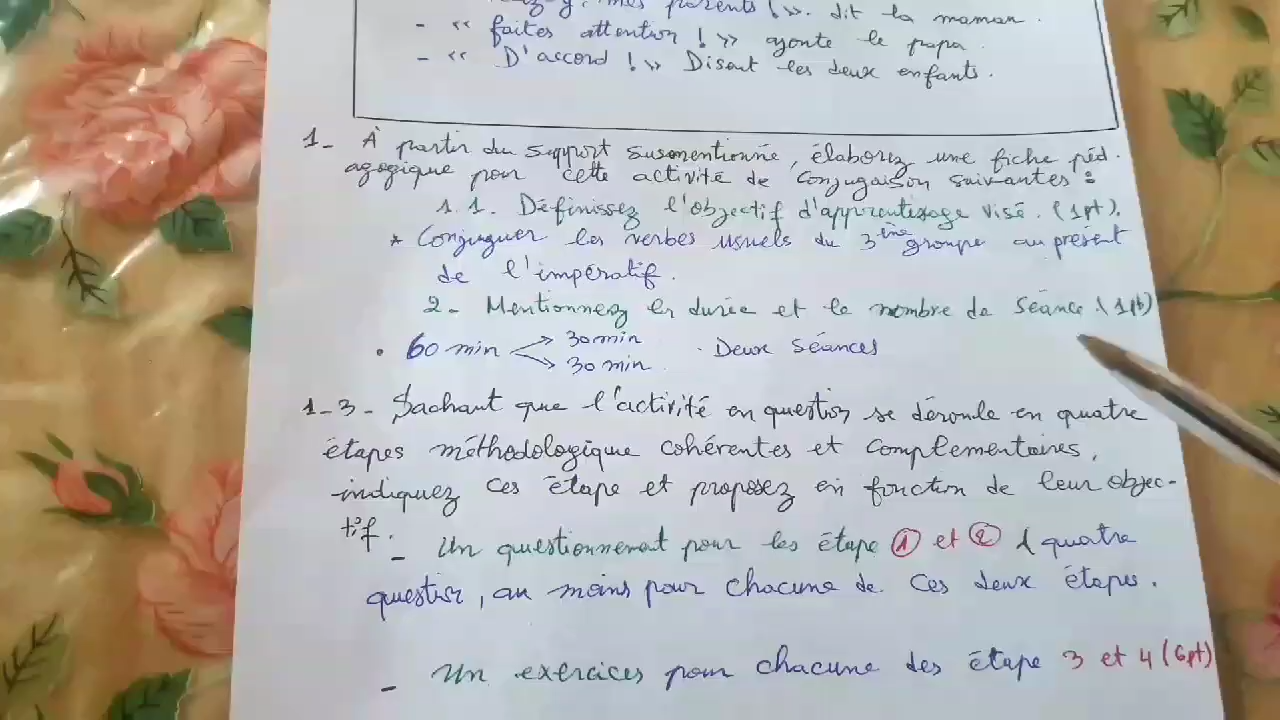 mes parents !». dit la maman.
- « faites attention !» ajoute le papa.
- « D'accord !» Disent les deux enfants.
1- À partir du support susmentionné, élaborez une fiche péd.
agogique pour cette activité de conjugaison suivantes :
1.1. Définissez l'objectif d'apprentissage visé. (1pt).
* Conjuguer les verbes usuels du 3ème groupe au présent
de l'impératif.
2- Mentionnez la durée et le nombre de séance. (1pt)
• 60 min 30 min . Deux Séances
30 min
1-3- Sachant que l'activité en question se déroule en quatre
étapes méthodologique cohérentes et complementaires,
indiquez ces étape et proposez en fonction de leur objec-
tif.
- Un questionnement pour les étape 1 et 2 quatre
question, au moins pour chacune de ces deux étapes.
- Un exercices pour chacune des étape 3 et 4 (6pt)